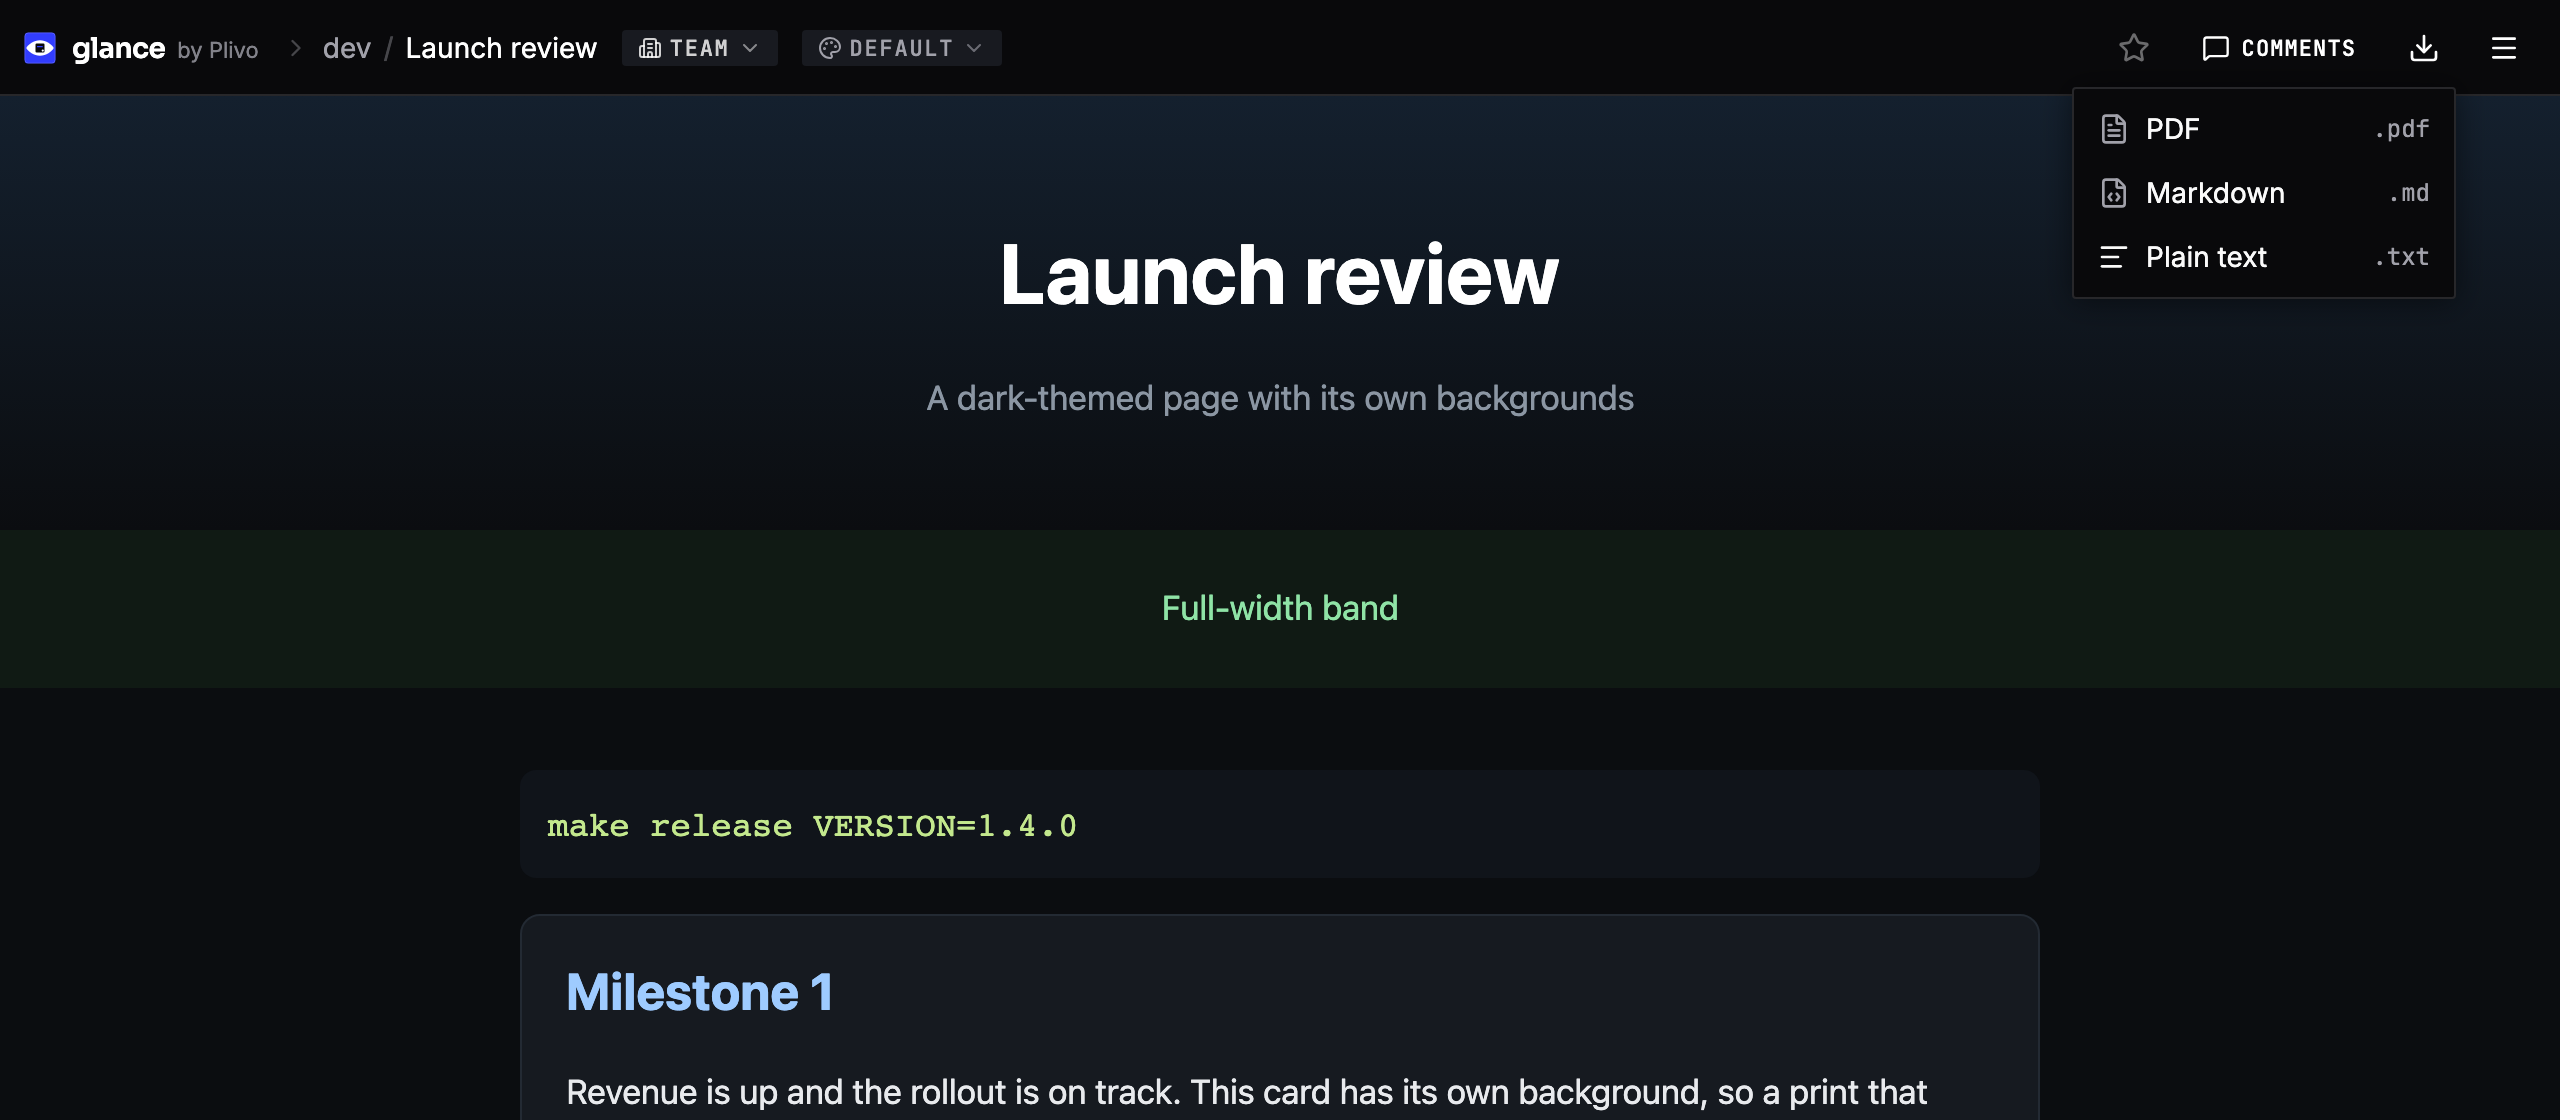 glance by Plivo > dev / Launch review TEAM DEFAULT COMMENTS
PDF .pdf
Markdown .md
Plain text .txt
Launch review
A dark-themed page with its own backgrounds
Full-width band
make release VERSION=1.4.0
Milestone 1
Revenue is up and the rollout is on track. This card has its own background, so a print that